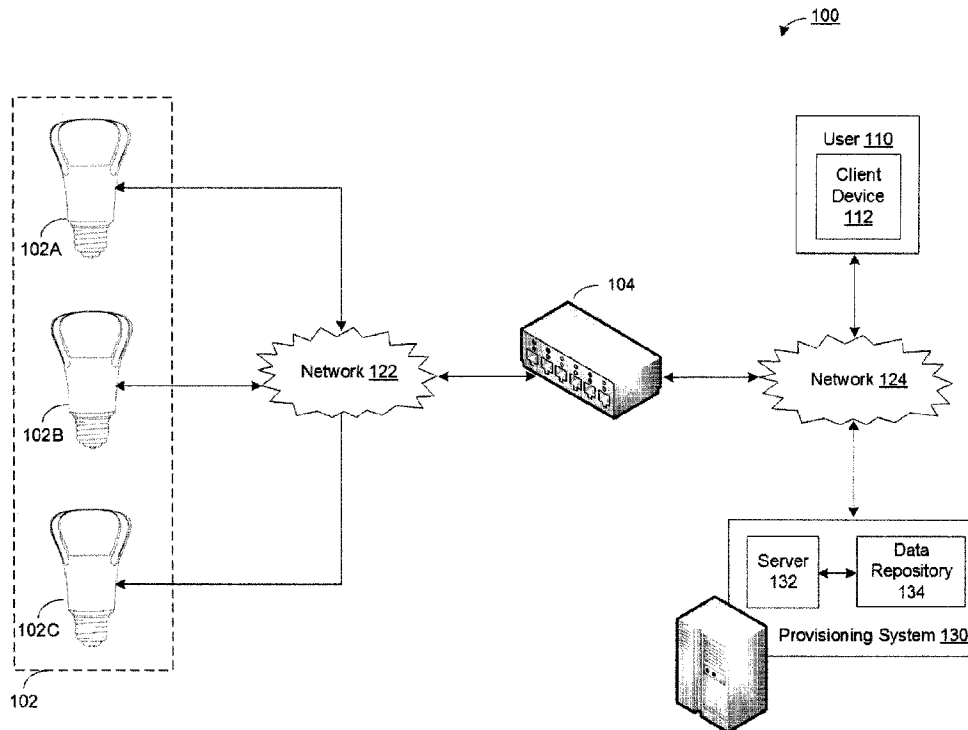 100
102A
102B
102C
102
Network 122
104
User 110
Client
Device
112
Network 124
Server
132
Data
Repository
134
Provisioning System 130